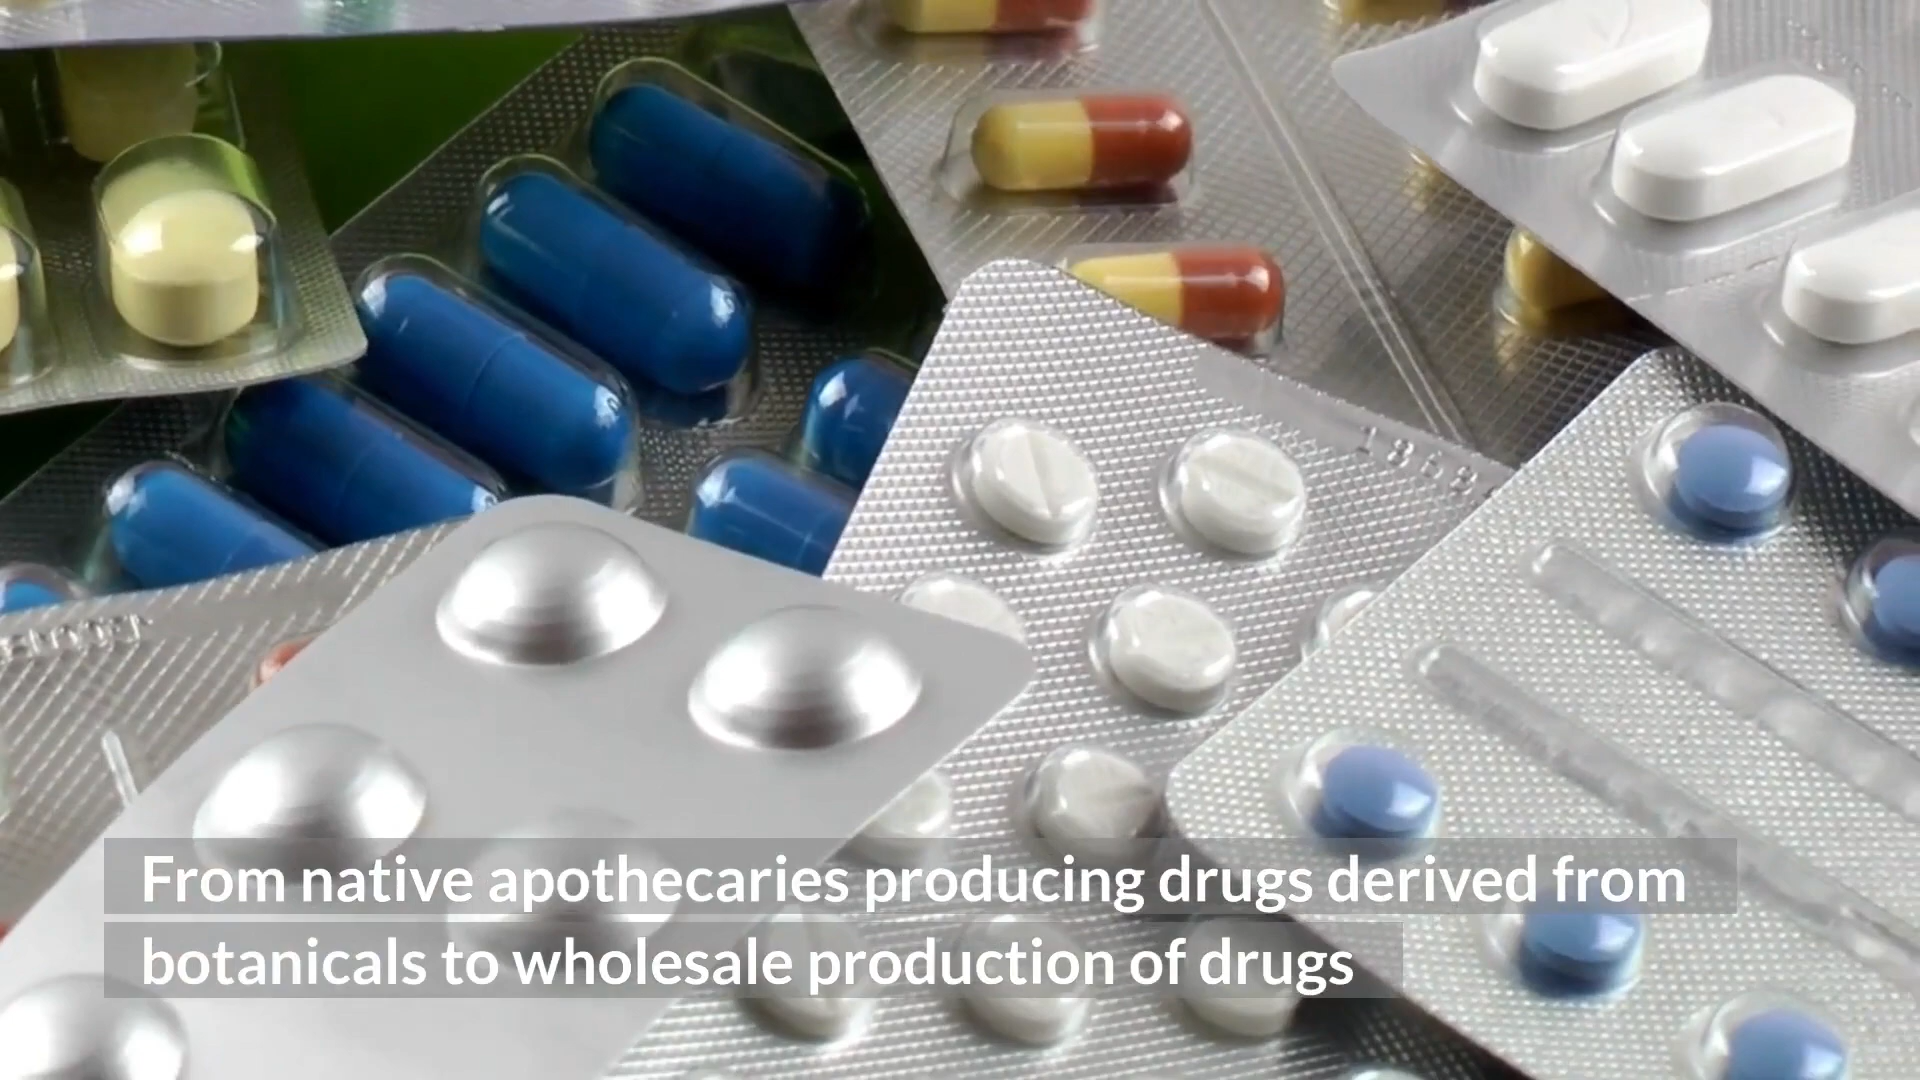 From native apothecaries producing drugs derived from
botanicals to wholesale production of drugs